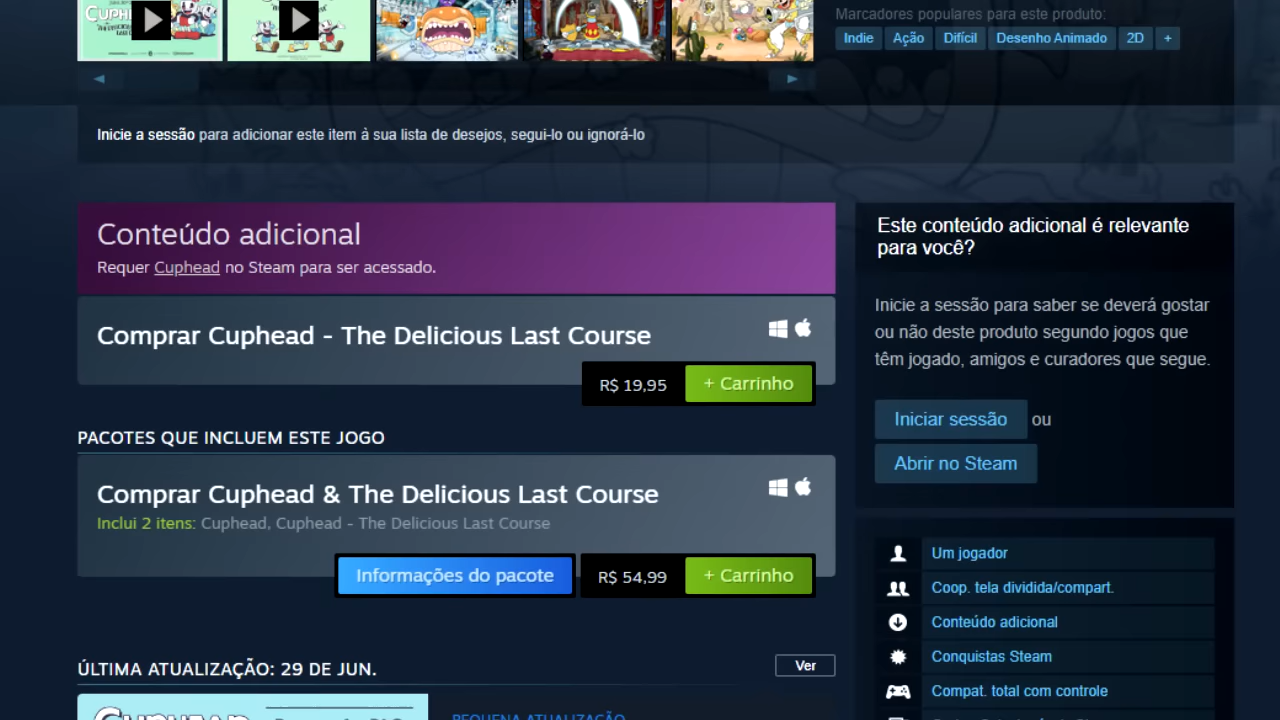 Marcadores populares para este produto:
Indie Ação Difícil Desenho Animado 2D +
Inicie a sessão para adicionar este item à sua lista de desejos, segui-lo ou ignorá-lo
Conteúdo adicional
Requer Cuphead no Steam para ser acessado.
Comprar Cuphead - The Delicious Last Course
R$ 19,95
+ Carrinho
PACOTES QUE INCLUEM ESTE JOGO
Comprar Cuphead & The Delicious Last Course
Inclui 2 itens: Cuphead, Cuphead - The Delicious Last Course
Informações do pacote
R$ 54,99
+ Carrinho
ÚLTIMA ATUALIZAÇÃO: 29 DE JUN.
Ver
CUPHEAD
PEQUENA ATUALIZAÇÃO
Este conteúdo adicional é relevante
para você?
Inicie a sessão para saber se deverá gostar
ou não deste produto segundo jogos que
têm jogado, amigos e curadores que segue.
Iniciar sessão ou
Abrir no Steam
Um jogador
Coop. tela dividida/compart.
Conteúdo adicional
Conquistas Steam
Compat. total com controle